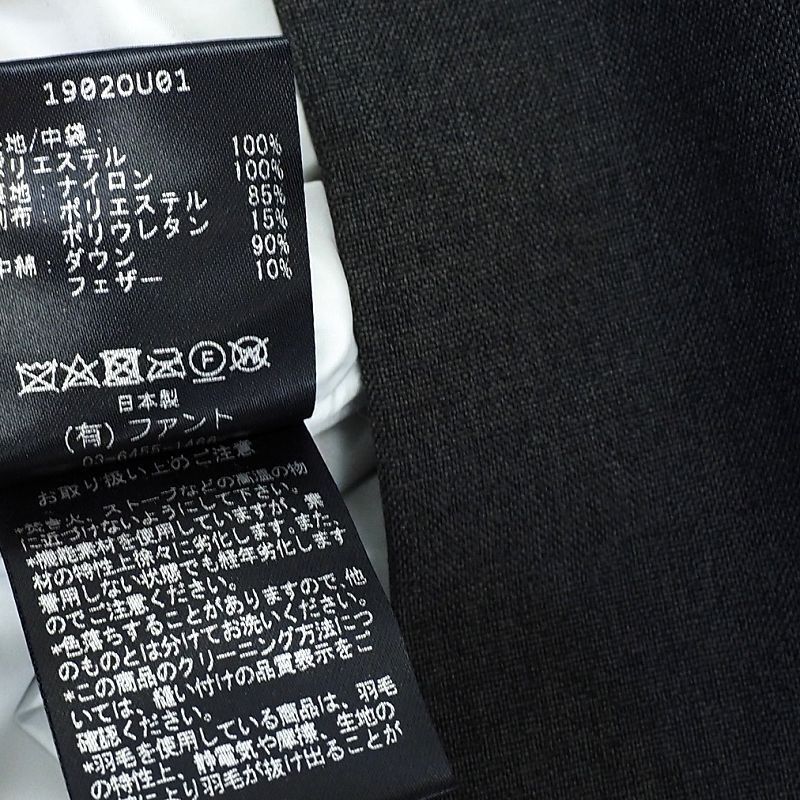 1902OU01
地/中袋：
ポリエステル 100%
地：ナイロン 100%
布：ポリエステル 85%
ポリウレタン 15%
中綿：ダウン 90%
フェザー 10%
F W
日本製
(有)ファント
お取り扱い上のご注意
*焚き火、ストーブなどの高温の物
に近づけないようにして下さい。
*機能素材を使用していますが、素
材の特性上徐々に劣化します。また、
着用しない状態でも経年劣化します
のでご注意ください。
*色落ちすることがありますので、他
のものとは分けてお洗いください。
*この商品のクリーニング方法につ
いては、縫い付けの品質表示をご
確認ください。
*羽毛を使用している商品は、羽毛
の特性上、静電気や摩擦、生地の
により羽毛が抜け出ることが